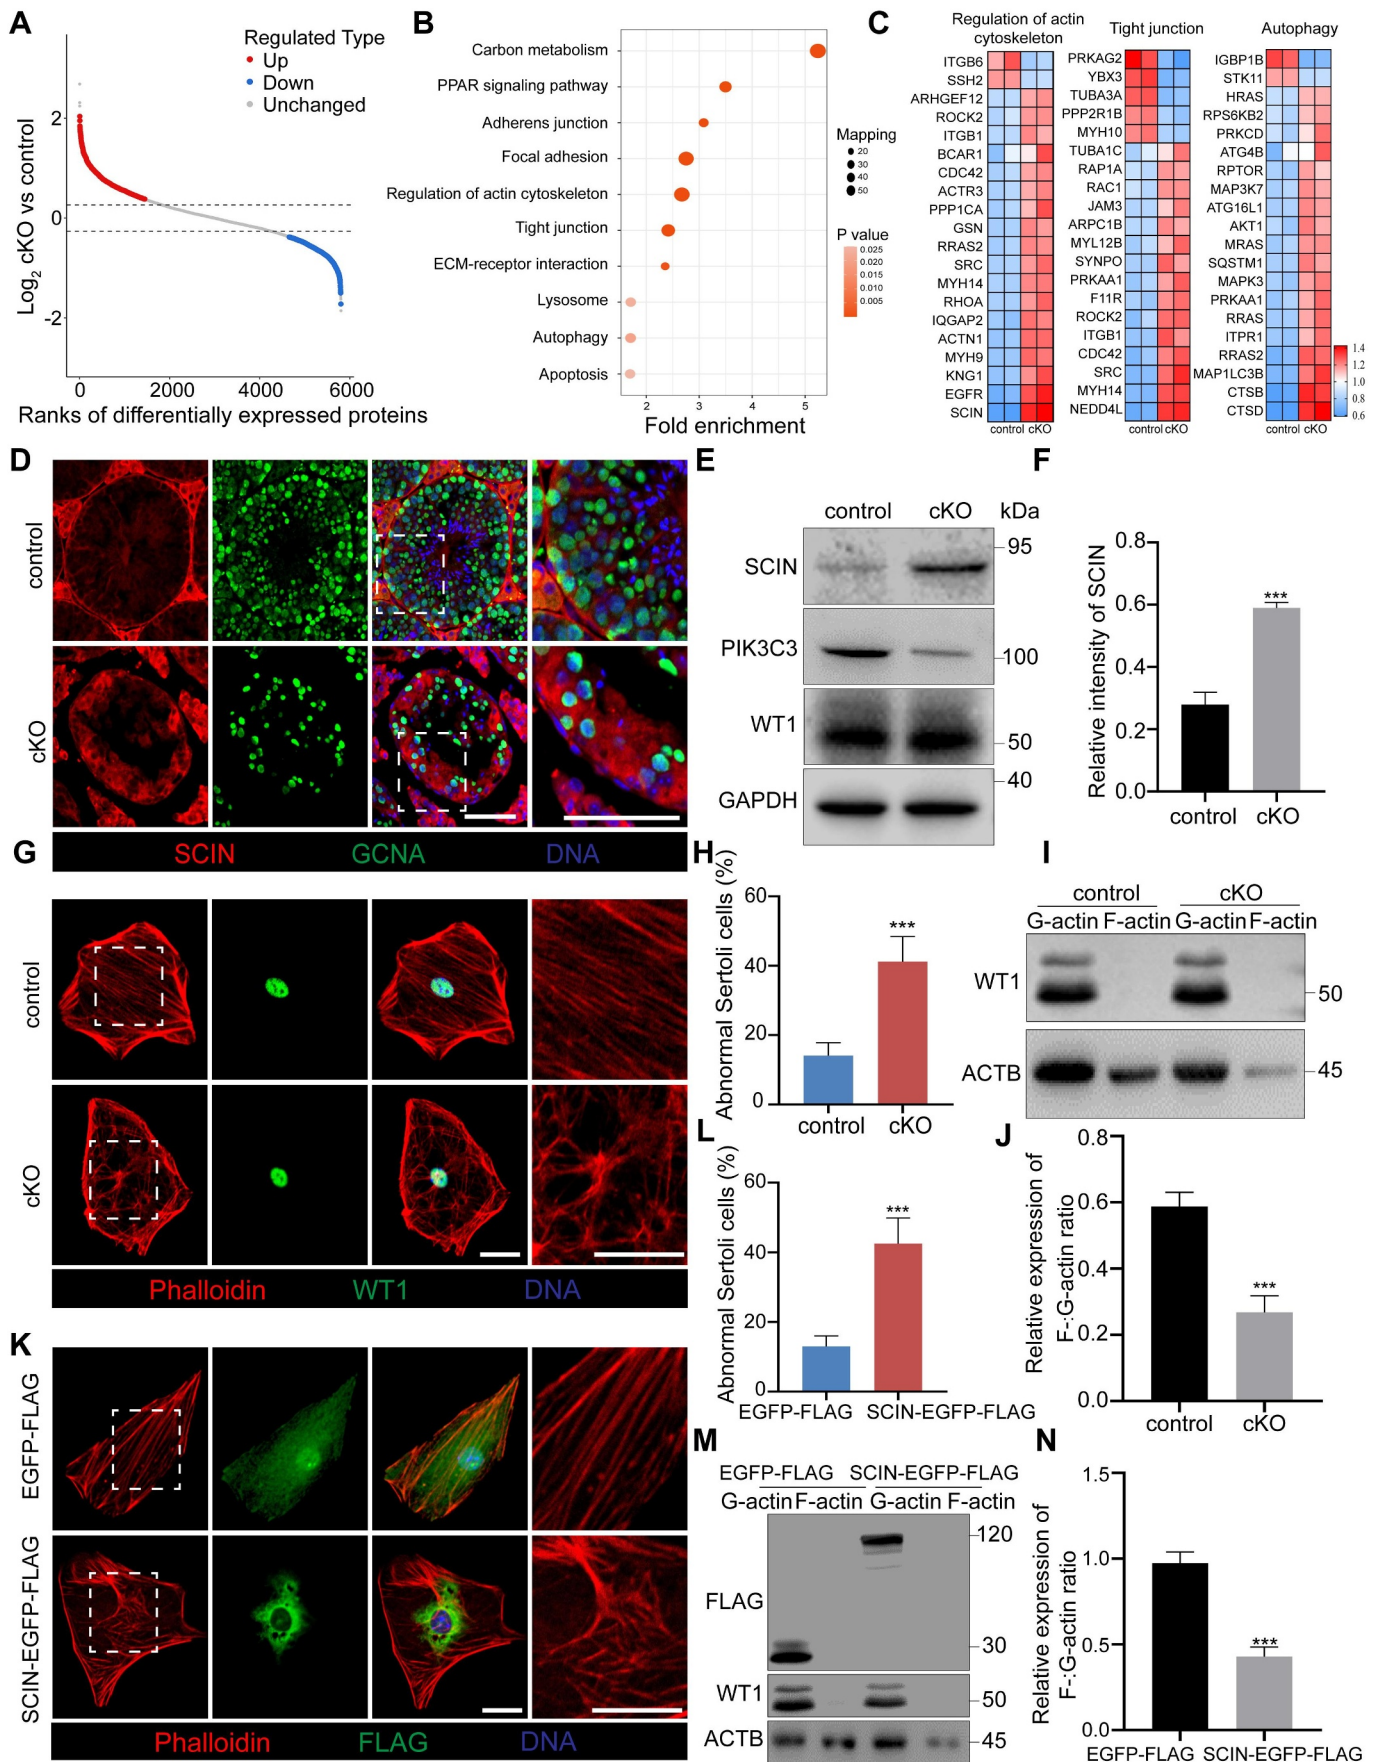 A
Regulated Type
Up
Down
Unchanged
Log2 cKO vs control
2
0
-2
0 2000 4000 6000
Ranks of differentially expressed proteins
B
Carbon metabolism
PPAR signaling pathway
Adherens junction
Focal adhesion
Regulation of actin cytoskeleton
Tight junction
ECM-receptor interaction
Lysosome
Autophagy
Apoptosis
2 3 4 5
Fold enrichment
Mapping
20
30
40
50
P value
0.025
0.020
0.015
0.010
0.005
C
Regulation of actin
cytoskeleton
ITGB6
SSH2
ARHGEF12
ROCK2
ITGB1
BCAR1
CDC42
ACTR3
PPP1CA
GSN
RRAS2
SRC
MYH14
RHOA
IQGAP2
ACTN1
MYH9
KNG1
EGFR
SCIN
control cKO
Tight junction
PRKAG2
YBX3
TUBA3A
PPP2R1B
MYH10
TUBA1C
RAP1A
RAC1
JAM3
ARPC1B
MYL12B
SYNPO
PRKAA1
F11R
ROCK2
ITGB1
CDC42
SRC
MYH14
NEDD4L
control cKO
Autophagy
IGBP1B
STK11
HRAS
RPS6KB2
PRKCD
ATG4B
RPTOR
MAP3K7
ATG16L1
AKT1
MRAS
SQSTM1
MAPK3
PRKAA1
RRAS
ITPR1
RRAS2
MAP1LC3B
CTSB
CTSD
control cKO
1.4
1.2
1.0
0.8
0.6
D
control
cKO
SCIN GCNA DNA
E
control cKO kDa
SCIN
95
PIK3C3
100
WT1
50
40
GAPDH
F
Relative intensity of SCIN
0.8
0.6
0.4
0.2
0.0
***
control cKO
G
control
cKO
Phalloidin WT1 DNA
H
Abnormal Sertoli cells (%)
60
40
20
0
***
control cKO
I
control cKO
G-actin F-actin G-actin F-actin
WT1
50
ACTB
45
J
Relative expression of
F-:G-actin ratio
0.8
0.6
0.4
0.2
0.0
***
control cKO
K
EGFP-FLAG
SCIN-EGFP-FLAG
Phalloidin FLAG DNA
L
Abnormal Sertoli cells (%)
60
40
20
0
***
EGFP-FLAG SCIN-EGFP-FLAG
M
EGFP-FLAG SCIN-EGFP-FLAG
G-actin F-actin G-actin F-actin
120
FLAG
30
WT1
50
ACTB
45
N
Relative expression of
F-:G-actin ratio
1.5
1.0
0.5
0.0
***
EGFP-FLAG SCIN-EGFP-FLAG